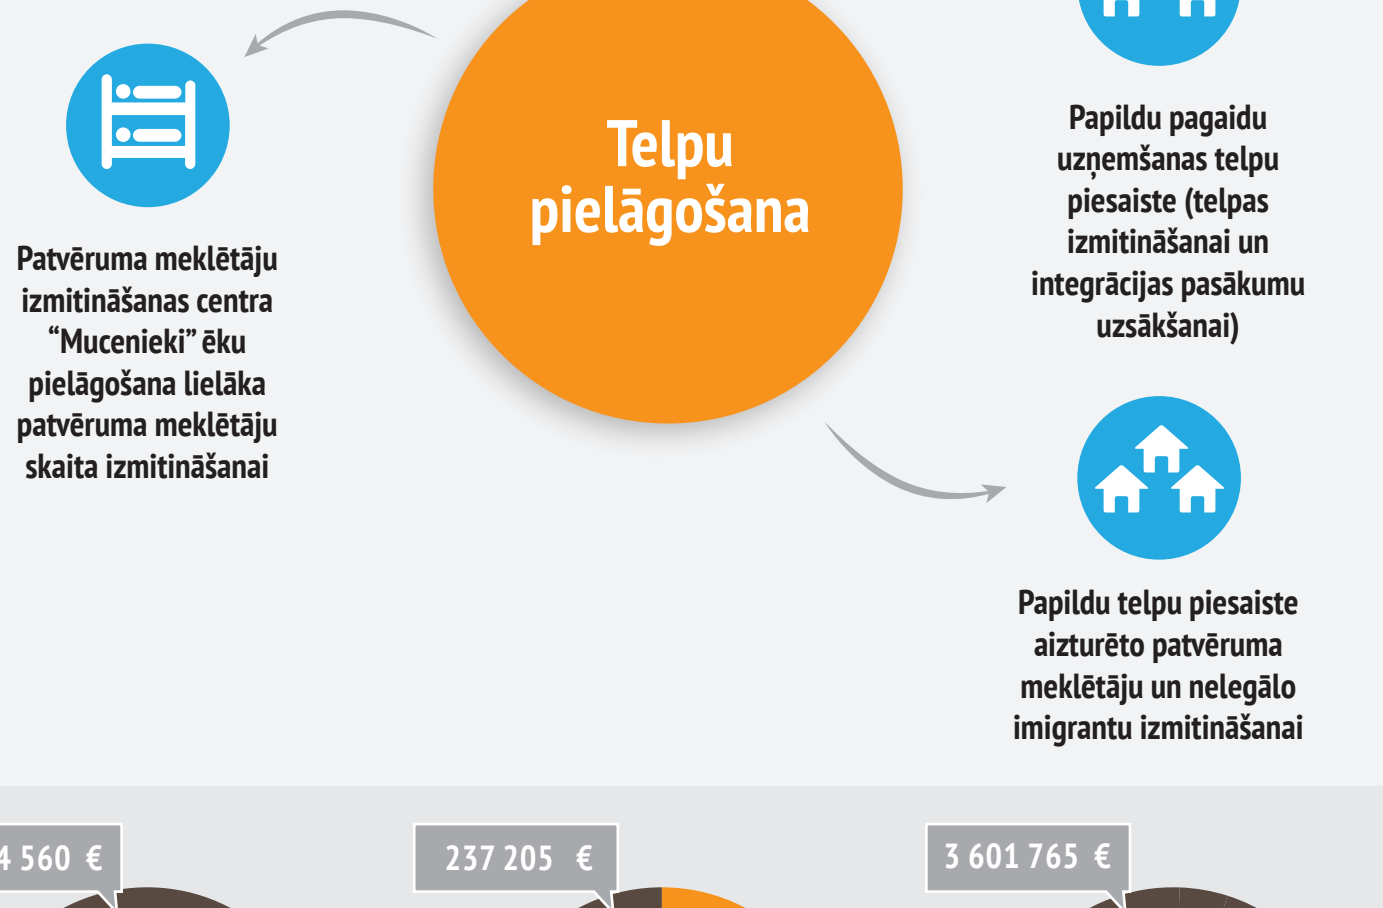 Telpu
pielāgošana
Patvēruma meklētāju
izmitināšanas centra
“Mucenieki” ēku
pielāgošana lielāka
patvēruma meklētāju
skaita izmitināšanai
Papildu pagaidu
uzņemšanas telpu
piesaiste (telpas
izmitināšanai un
integrācijas pasākumu
uzsākšanai)
Papildu telpu piesaiste
aizturēto patvēruma
meklētāju un nelegālo
imigrantu izmitināšanai
4 560 €
237 205 €
3 601 765 €